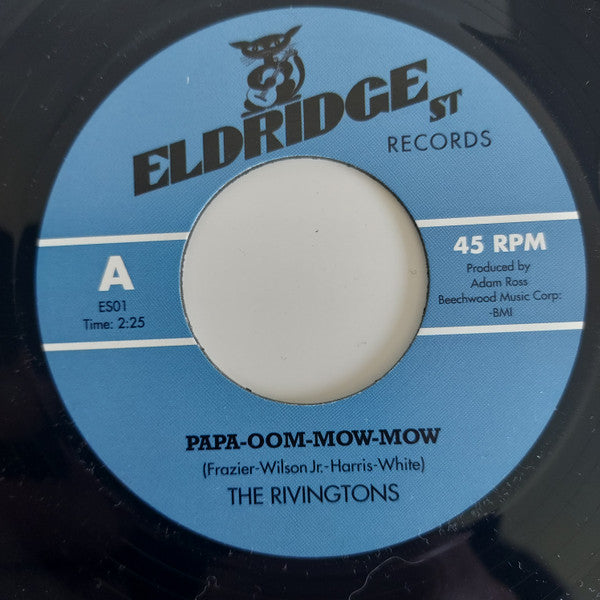 ELDRIDGE ST
RECORDS
A
ES01
Time: 2:25
45 RPM
Produced by
Adam Ross
Beechwood Music Corp:
-BMI
PAPA-OOM-MOW-MOW
(Frazier-Wilson Jr.-Harris-White)
THE RIVINGTONS